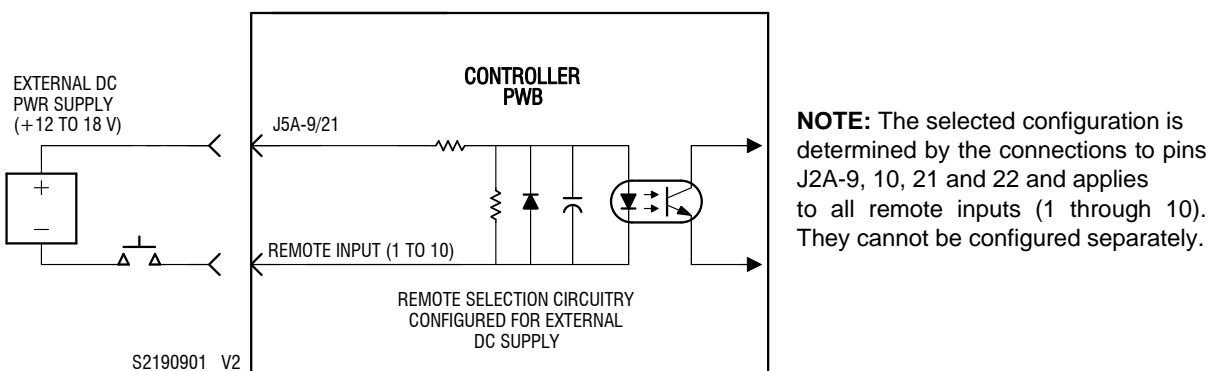 EXTERNAL DC
PWR SUPPLY
(+12 TO 18 V)
+
–
J5A-9/21
CONTROLLER
PWB
REMOTE INPUT (1 TO 10)
REMOTE SELECTION CIRCUITRY
CONFIGURED FOR EXTERNAL
DC SUPPLY
S2190901 V2
NOTE: The selected configuration is
determined by the connections to pins
J2A-9, 10, 21 and 22 and applies
to all remote inputs (1 through 10).
They cannot be configured separately.